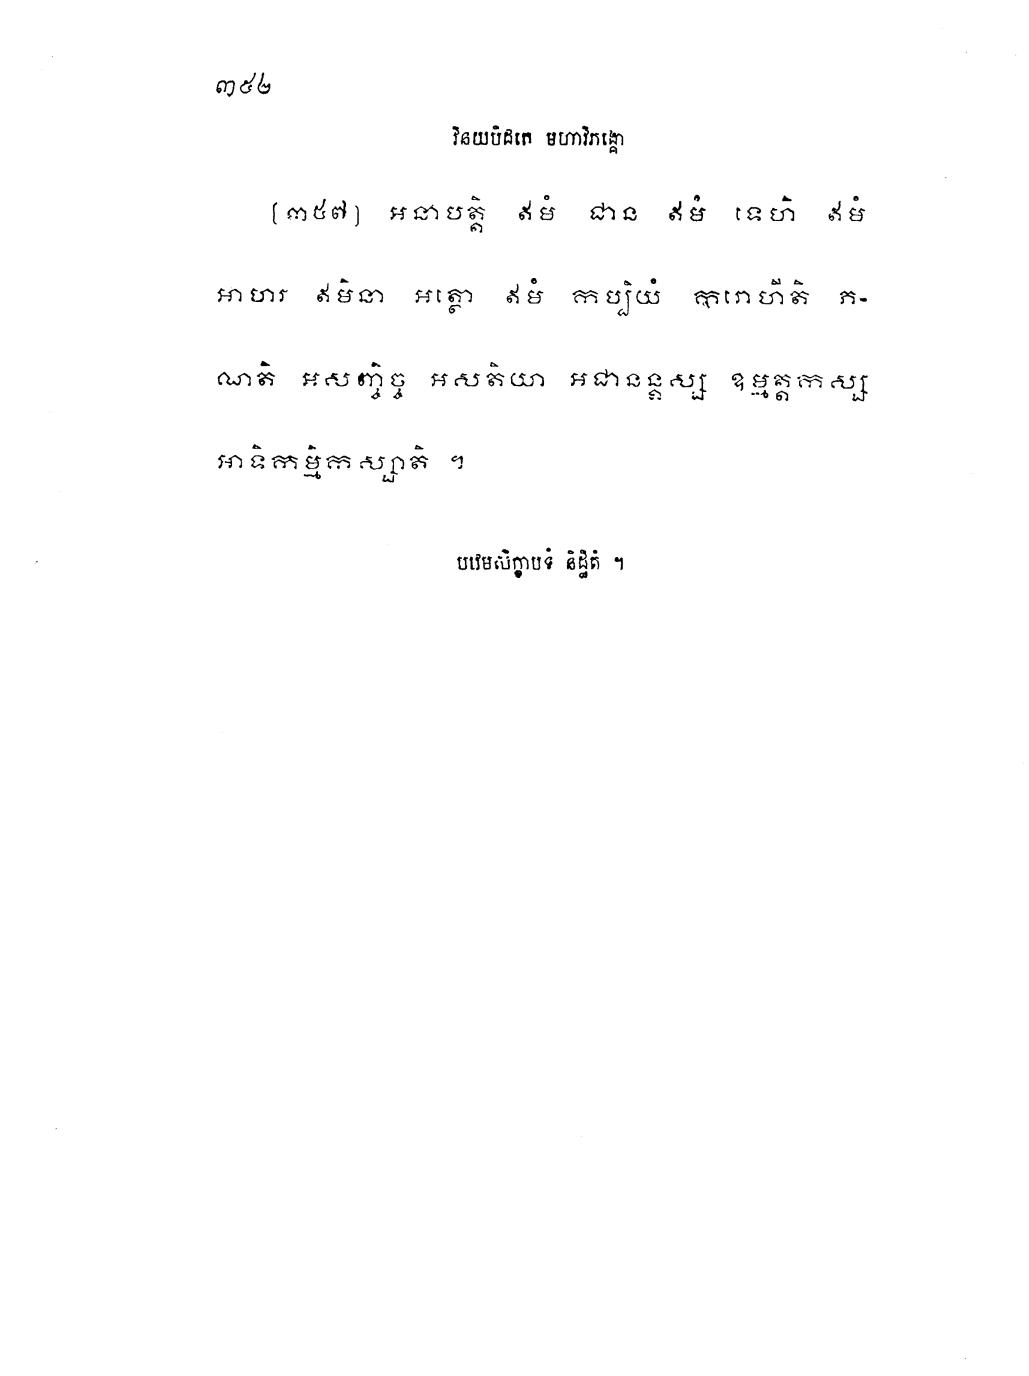 ៣៥២
វិនយបិដកេ មហាវិភង្គោ
(៣៥៧) អនាបត្តិ ឥមំ ជាន ឥមំ ទេហិ ឥមំ
អាហរ ឥមិនា អត្ថោ ឥមំ កប្បិយំ ករោហីតិ ភ-
ណតិ អសញ្ចិច្ច អសតិយា អជានន្តស្ស ឧម្មត្តកស្ស
អាទិកម្មិកស្សាតិ ។
បឋមសិក្ខាបទំ និដ្ឋិតំ ។